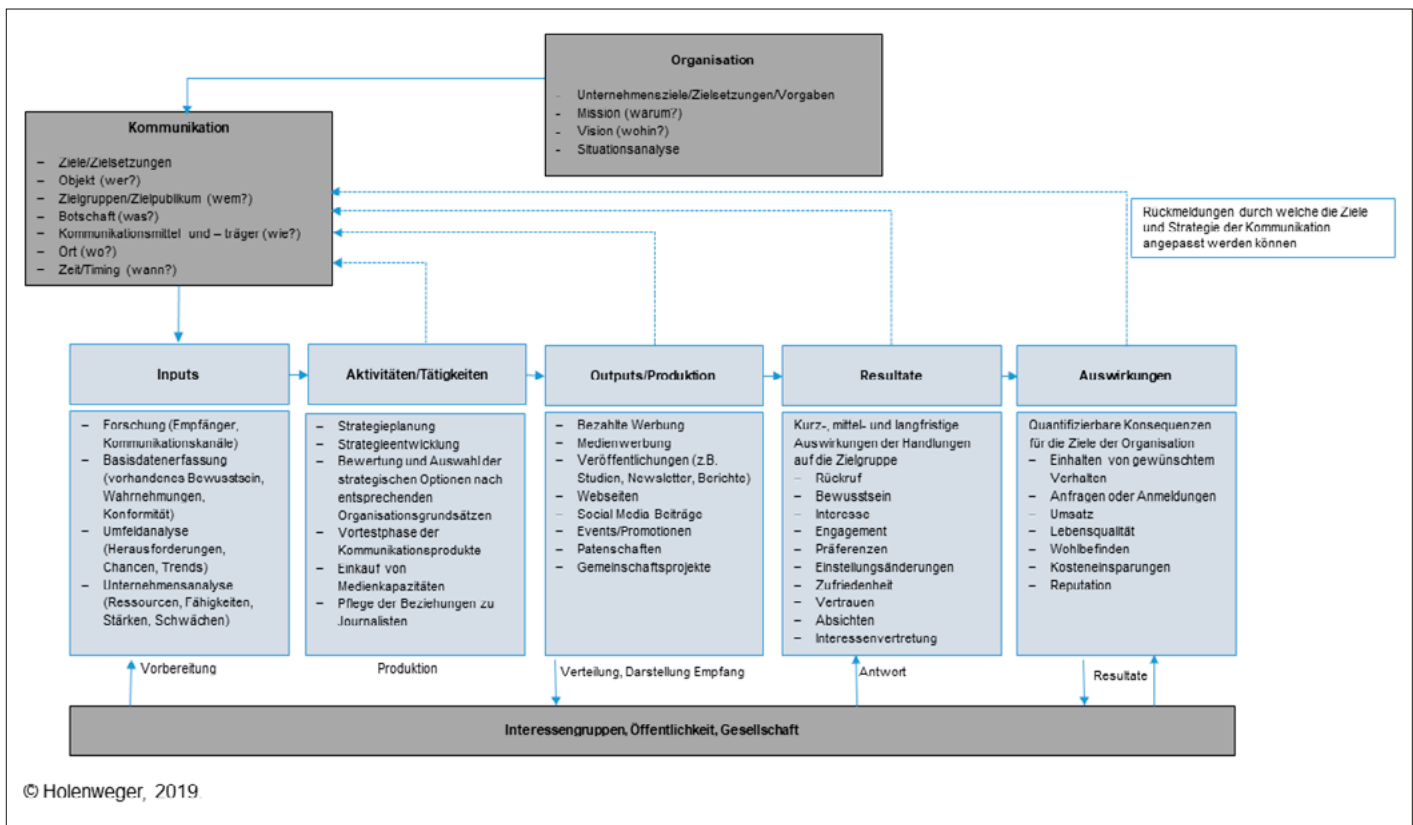 Organisation
- Unternehmensziele/Zielsetzungen/Vorgaben
- Mission (warum?)
- Vision (wohin?)
- Situationsanalyse
Kommunikation
– Ziele/Zielsetzungen
– Objekt (wer?)
– Zielgruppen/Zielpublikum (wem?)
– Botschaft (was?)
– Kommunikationsmittel und – träger (wie?)
– Ort (wo?)
– Zeit/Timing (wann?)
Rückmeldungen durch welche die Ziele
und Strategie der Kommunikation
angepasst werden können
Inputs
– Forschung (Empfänger,
Kommunikationskanäle)
– Basisdatenerfassung
(vorhandenes Bewusstsein,
Wahrnehmungen,
Konformität)
– Umfeldanalyse
(Herausforderungen,
Chancen, Trends)
– Unternehmensanalyse
(Ressourcen, Fähigkeiten,
Stärken, Schwächen)
Aktivitäten/Tätigkeiten
– Strategieplanung
– Strategieentwicklung
– Bewertung und Auswahl der
strategischen Optionen nach
entsprechenden
Organisationsgrundsätzen
– Vortestphase der
Kommunikationsprodukte
– Einkauf von
Medienkapazitäten
– Pflege der Beziehungen zu
Journalisten
Outputs/Produktion
– Bezahlte Werbung
– Medienwerbung
– Veröffentlichungen (z.B.
Studien, Newsletter, Berichte)
– Webseiten
– Social Media Beiträge
– Events/Promotionen
– Patenschaften
– Gemeinschaftsprojekte
Resultate
Kurz-, mittel- und langfristige
Auswirkungen der Handlungen
auf die Zielgruppe
– Rückruf
– Bewusstsein
– Interesse
– Engagement
– Präferenzen
– Einstellungsänderungen
– Zufriedenheit
– Vertrauen
– Absichten
– Interessenvertretung
Auswirkungen
Quantifizierbare Konsequenzen
für die Ziele der Organisation
– Einhalten von gewünschtem
Verhalten
– Anfragen oder Anmeldungen
– Umsatz
– Lebensqualität
– Wohlbefinden
– Kosteneinsparungen
– Reputation
Vorbereitung
Produktion
Verteilung, Darstellung Empfang
Antwort
Resultate
Interessengruppen, Öffentlichkeit, Gesellschaft
© Holenweger, 2019.